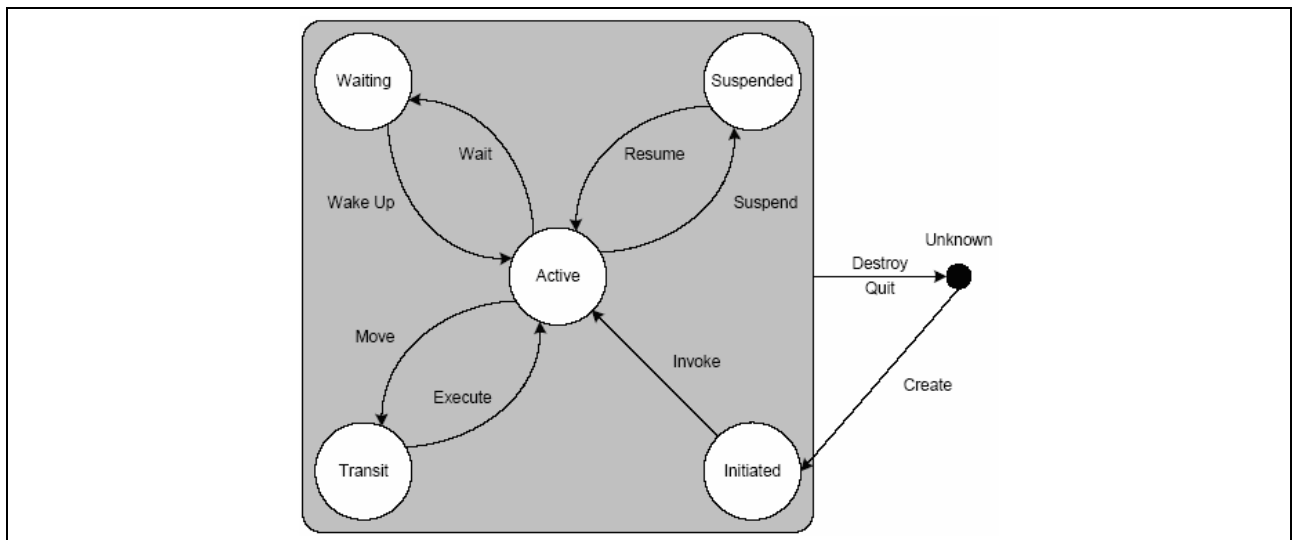 Waiting
Suspended
Wait
Resume
Wake Up
Suspend
Unknown
Destroy
Quit
Active
Move
Invoke
Create
Execute
Transit
Initiated